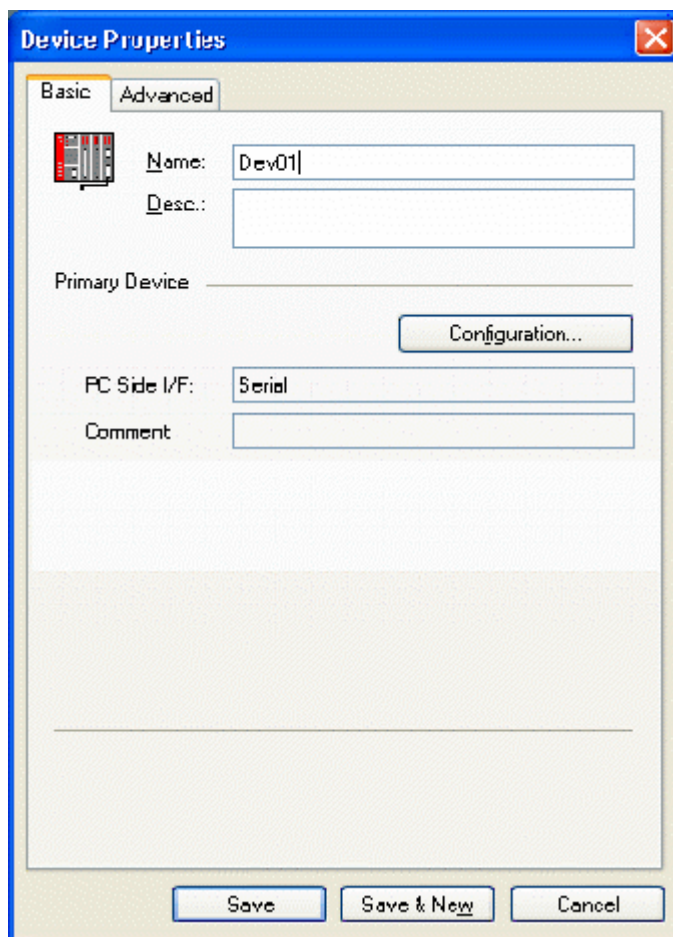 Device Properties
Basic Advanced
Name: Dev01
Desc.:
Primary Device
Configuration...
PC Side I/F: Serial
Comment
Save Save & New Cancel